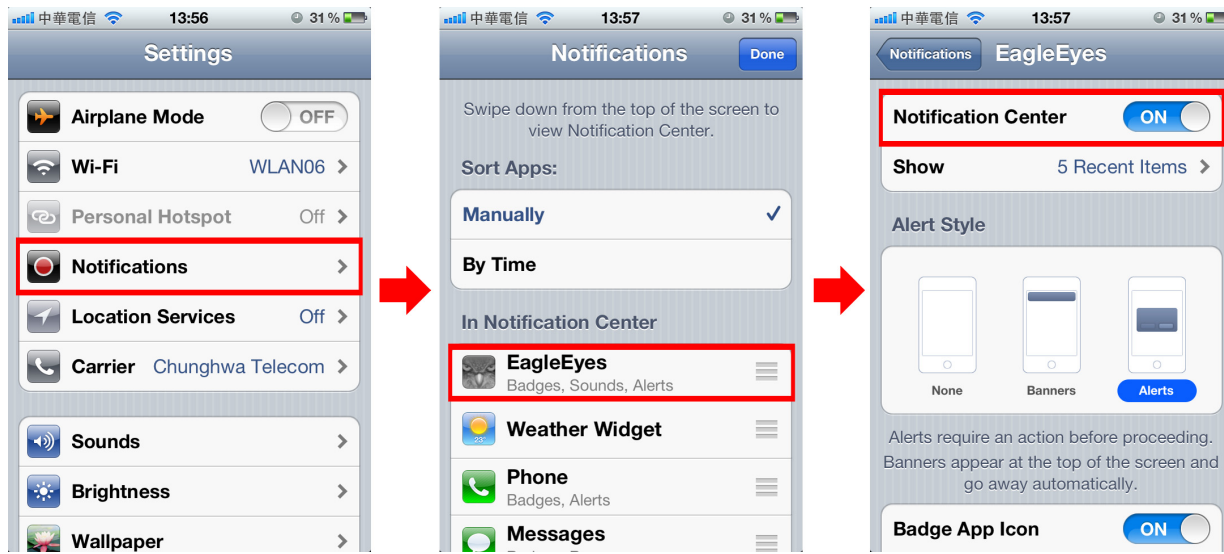 中華電信 13:56 31%
Settings
Airplane Mode OFF
Wi-Fi WLAN06
Personal Hotspot Off
Notifications
Location Services Off
Carrier Chunghwa Telecom
Sounds
Brightness
Wallpaper
中華電信 13:57 31%
Notifications Done
Swipe down from the top of the screen to
view Notification Center.
Sort Apps:
Manually
By Time
In Notification Center
EagleEyes
Badges, Sounds, Alerts
23°
Weather Widget
Phone
Badges, Alerts
Messages
中華電信 13:57 31%
Notifications EagleEyes
Notification Center ON
Show 5 Recent Items
Alert Style
None Banners Alerts
Alerts require an action before proceeding.
Banners appear at the top of the screen and
go away automatically.
Badge App Icon ON